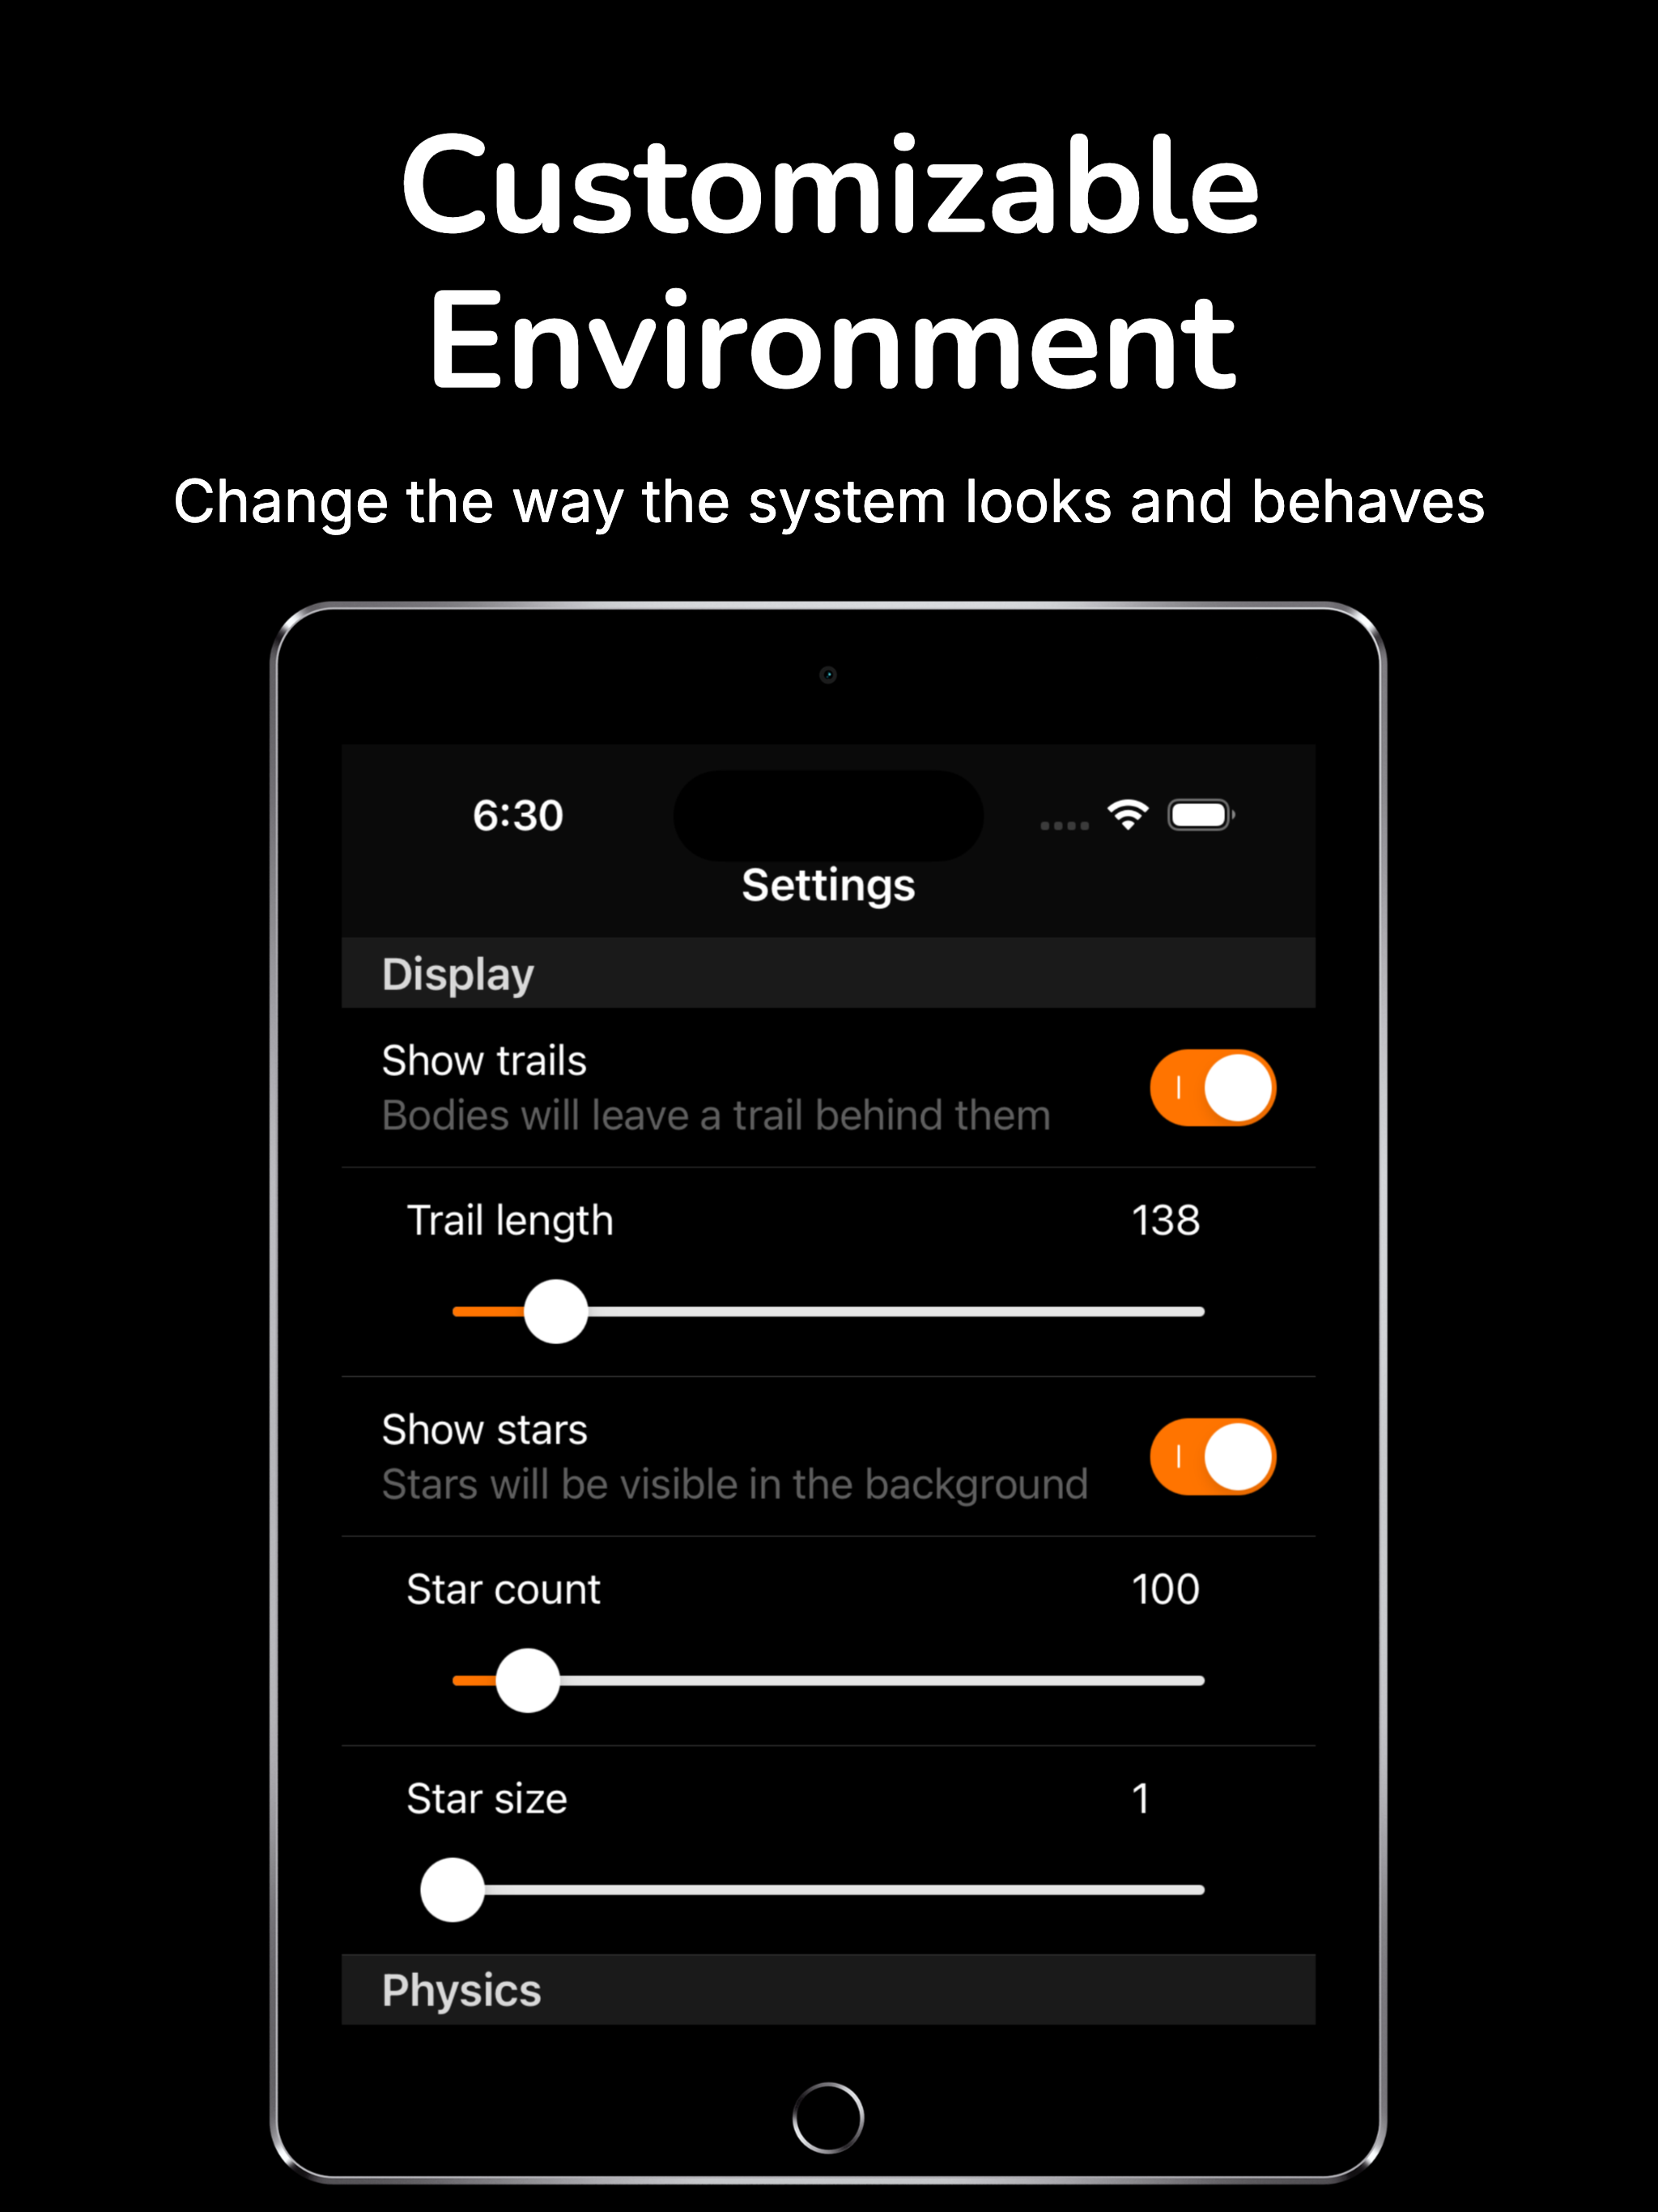 Customizable
Environment
Change the way the system looks and behaves
6:30
Settings
Display
Show trails
Bodies will leave a trail behind them
Trail length 138
Show stars
Stars will be visible in the background
Star count 100
Star size 1
Physics